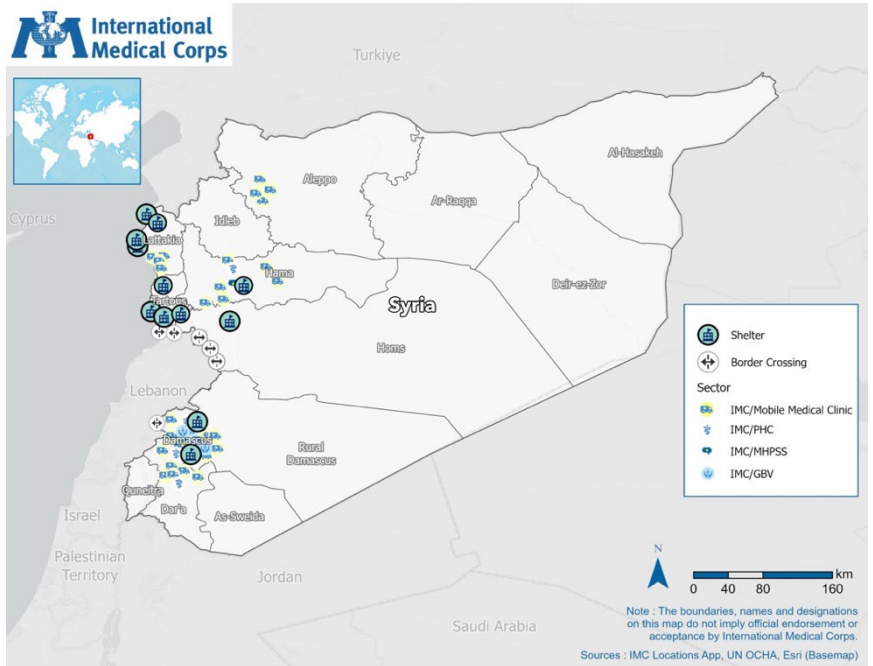 International
Medical Corps
Turkiye
Cyprus
Al-Hasakeh
Aleppo
Ar-Raqqa
Idleb
Lattakia
Hama
Deir-ez-Zor
Tartous
Syria
Homs
Lebanon
Damascus
Rural
Damascus
Quneitra
Dar'a
As-Sweida
Israel
Palestinian
Territory
Jordan
Saudi Arabia
Shelter
Border Crossing
Sector
IMC/Mobile Medical Clinic
IMC/PHC
IMC/MHPSS
IMC/GBV
N
km
0 40 80 160
Note : The boundaries, names and designations
on this map do not imply official endorsement or
acceptance by International Medical Corps.
Sources : IMC Locations App, UN OCHA, Esri (Basemap)